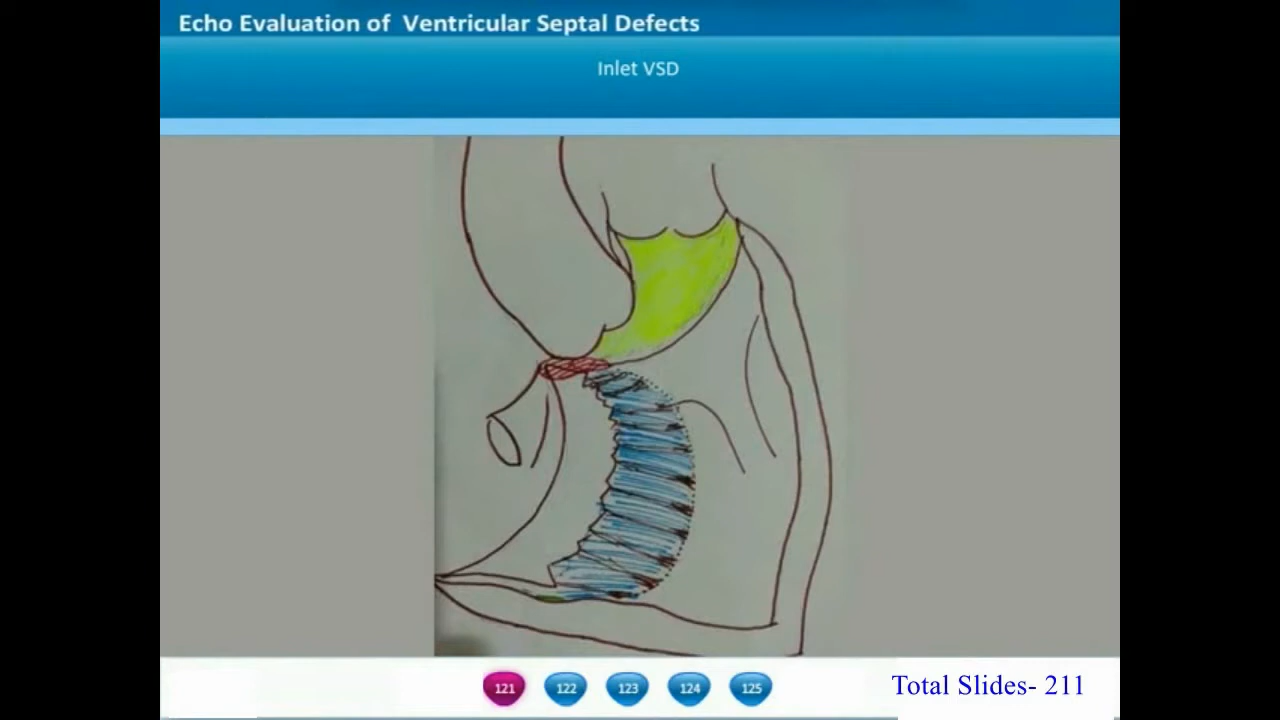 Echo Evaluation of Ventricular Septal Defects
Inlet VSD
121 122 123 124 125
Total Slides- 211